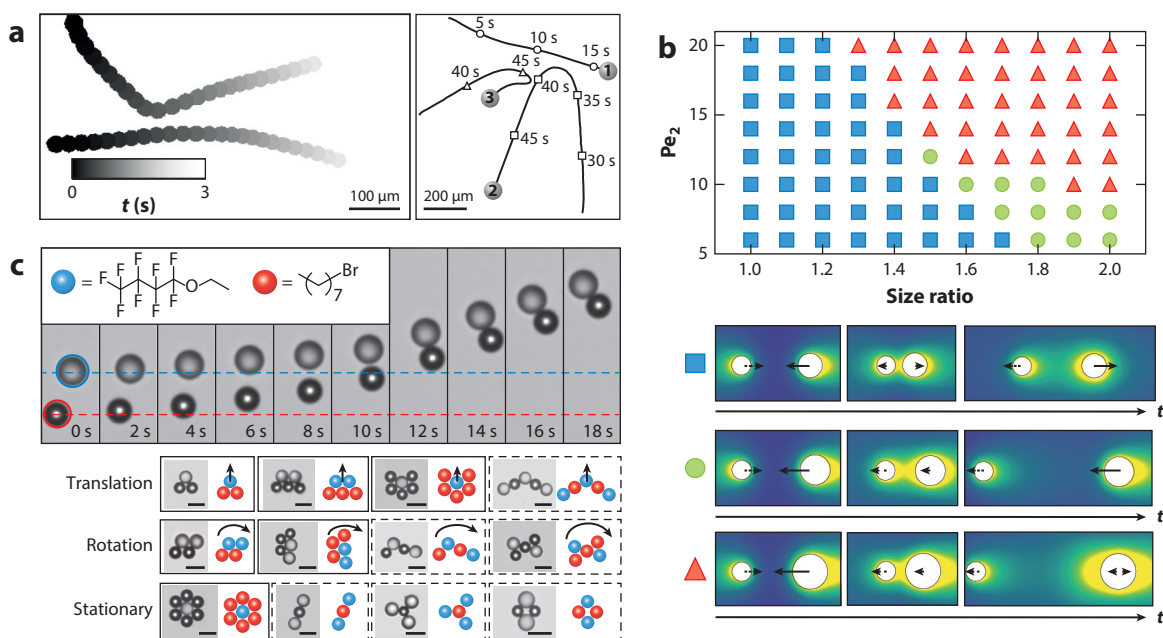 a
0
3
t (s)
100 µm
5 s
10 s
15 s
1
45 s
40 s
40 s
3
35 s
45 s
30 s
2
200 µm
b
Pe2
20
15
10
5
1.0
1.2
1.4
1.6
1.8
2.0
Size ratio
t
t
t
c
=
F
F
F
F
F
F
F
F
F
O
=
Br
7
0 s
2 s
4 s
6 s
8 s
10 s
12 s
14 s
16 s
18 s
Translation
Rotation
Stationary